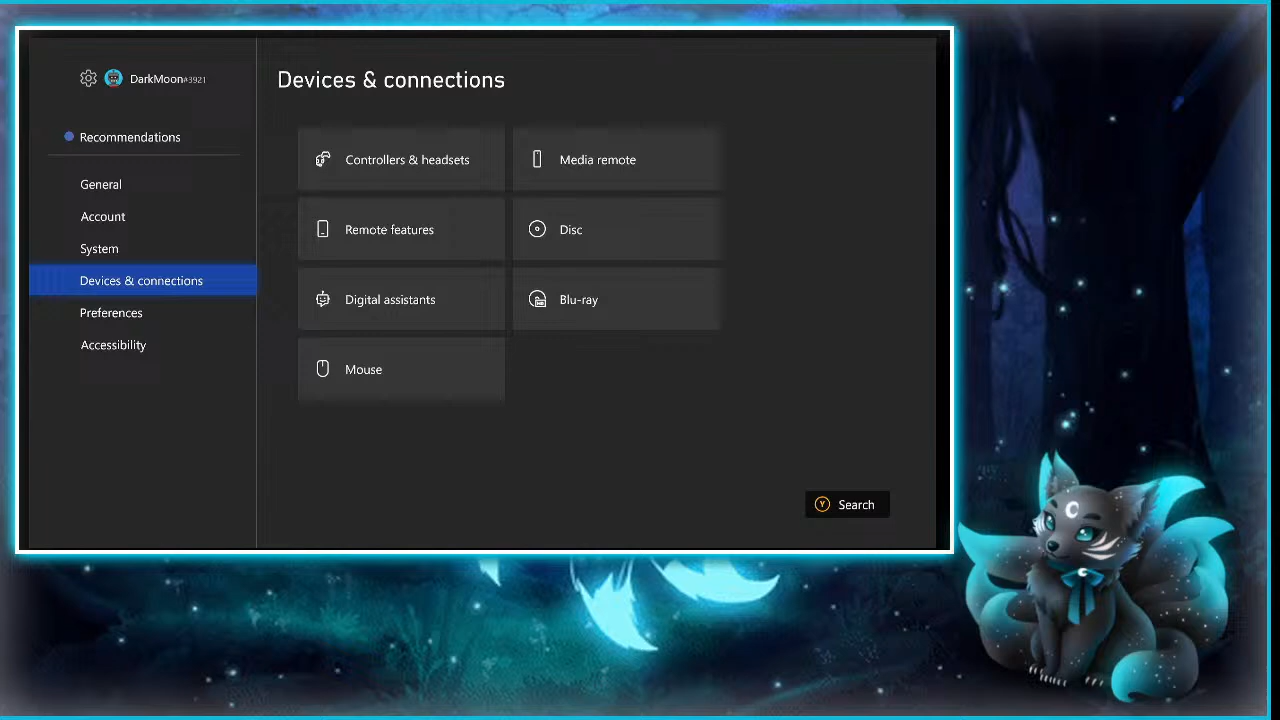 DarkMoon#3921
Recommendations
General
Account
System
Devices & connections
Preferences
Accessibility
Devices & connections
Controllers & headsets
Media remote
Remote features
Disc
Digital assistants
Blu-ray
Mouse
Y Search